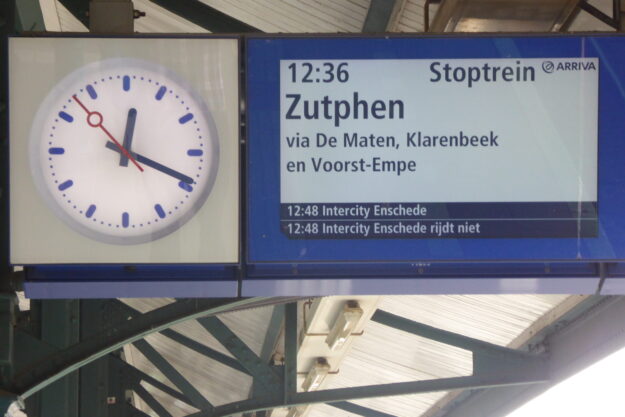 12:36 Stoptrein ARRIVA
Zutphen
via De Maten, Klarenbeek
en Voorst-Empe
12:48 Intercity Enschede
12:48 Intercity Enschede rijdt niet